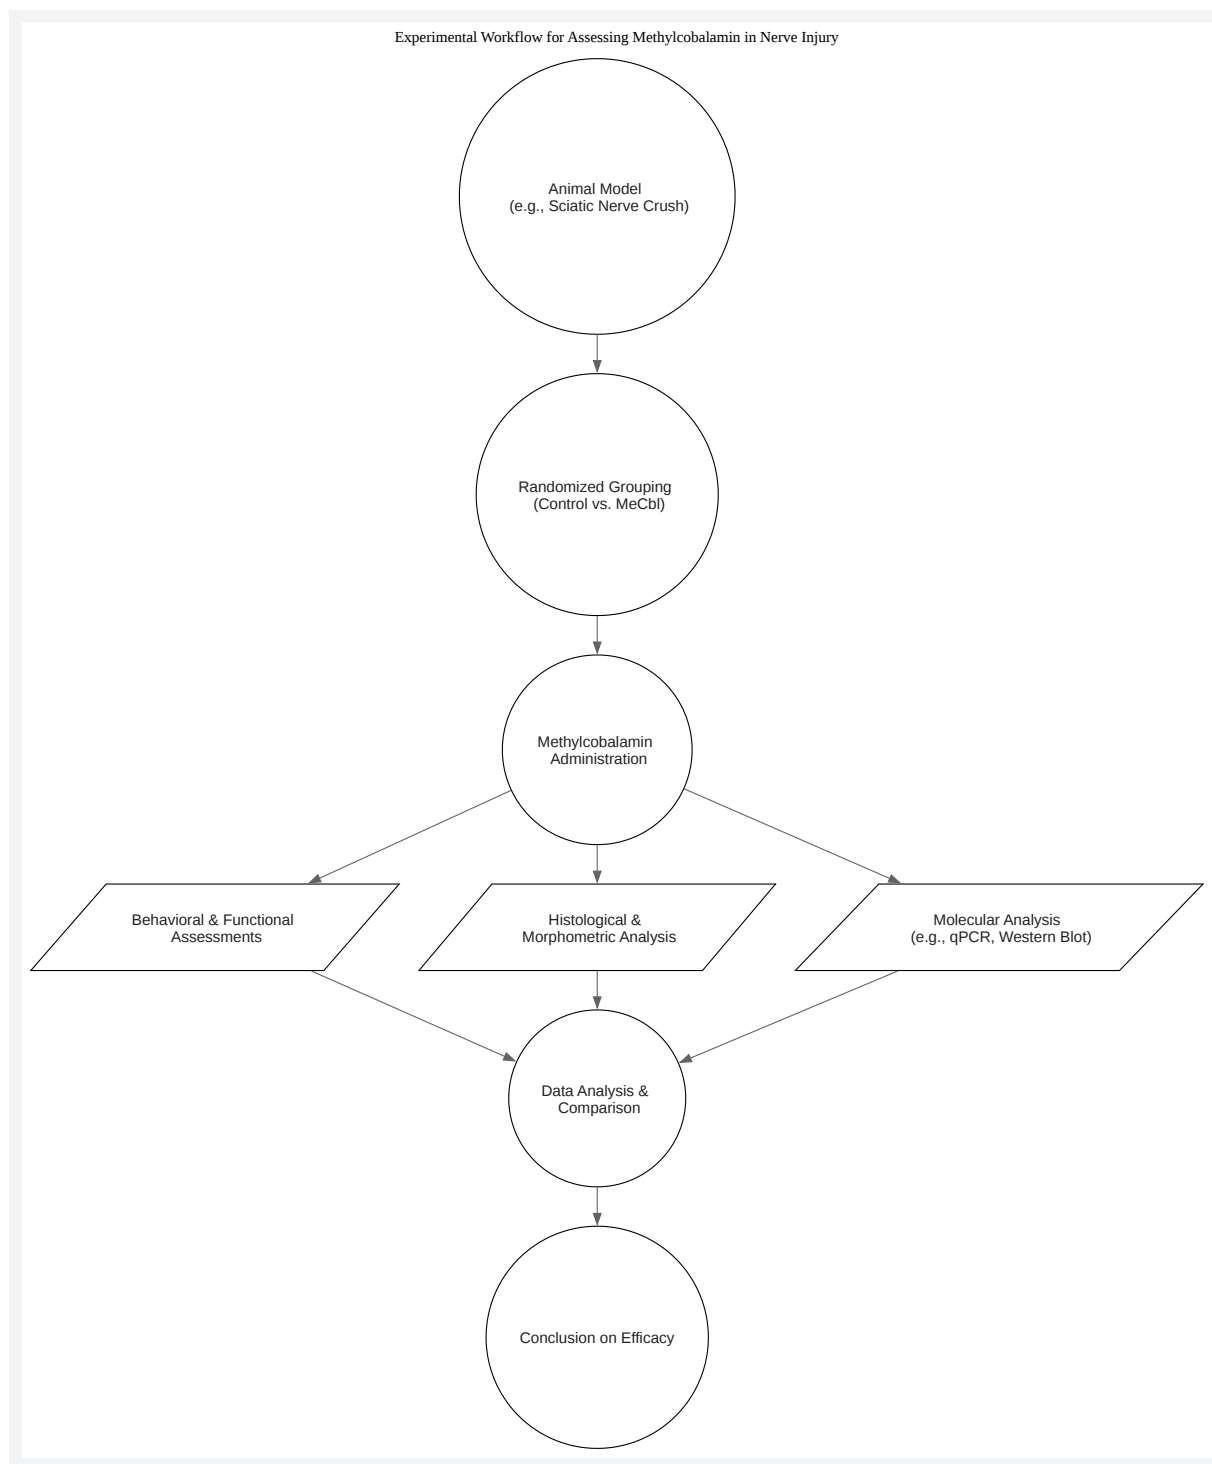 Experimental Workflow for Assessing Methylcobalamin in Nerve Injury
Animal Model
(e.g., Sciatic Nerve Crush)
Randomized Grouping
(Control vs. MeCbl)
Methylcobalamin
Administration
Behavioral & Functional
Assessments
Histological &
Morphometric Analysis
Molecular Analysis
(e.g., qPCR, Western Blot)
Data Analysis &
Comparison
Conclusion on Efficacy